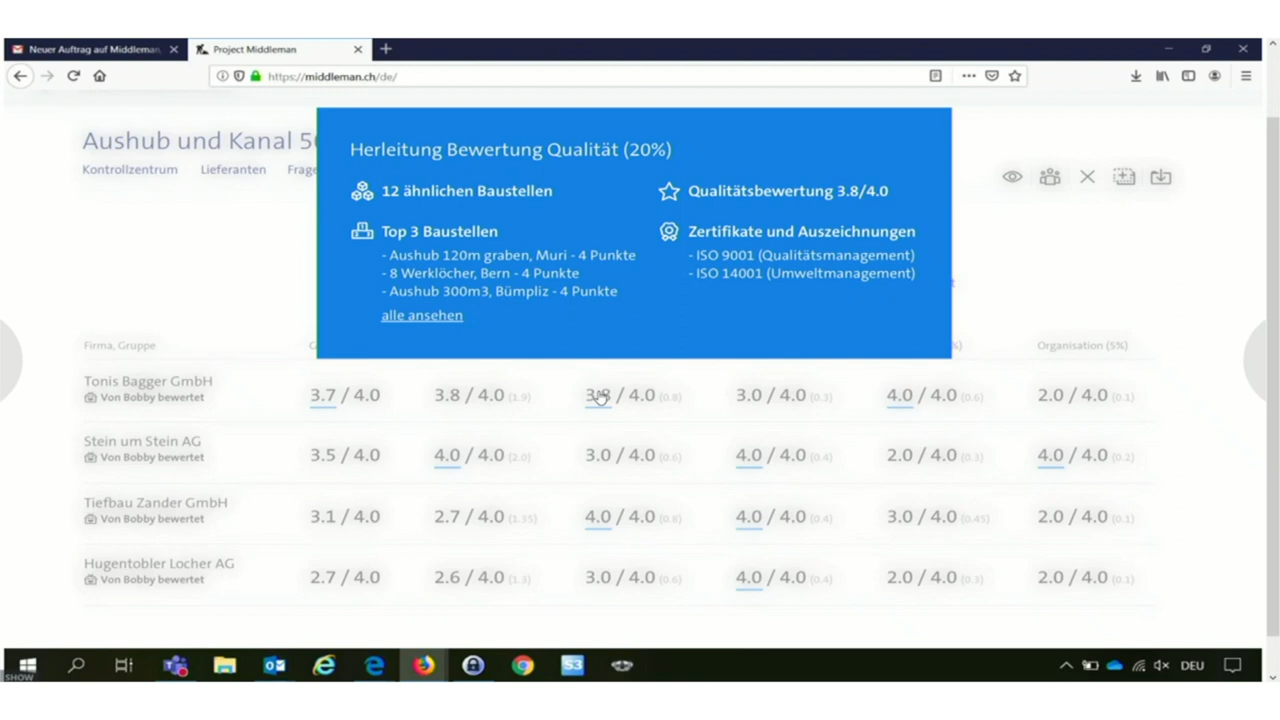 Neuer Auftrag auf Middleman,
Project Middleman
https://middleman.ch/de/
Aushub und Kanal
Kontrollzentrum Lieferanten
Herleitung Bewertung Qualität (20%)
12 ähnlichen Baustellen
Qualitätsbewertung 3.8/4.0
Top 3 Baustellen
- Aushub 120m graben, Muri - 4 Punkte
- 8 Werklöcher, Bern - 4 Punkte
- Aushub 300m3, Bümpliz - 4 Punkte
alle ansehen
Zertifikate und Auszeichnungen
- ISO 9001 (Qualitätsmanagement)
- ISO 14001 (Umweltmanagement)
Firma, Gruppe Organisation (5%)
Tonis Bagger GmbH
Von Bobby bewertet
3.7 / 4.0 3.8 / 4.0 (1.9) 3.8 / 4.0 (0.8) 3.0 / 4.0 (0.3) 4.0 / 4.0 (0.6) 2.0 / 4.0 (0.1)
Stein um Stein AG
Von Bobby bewertet
3.5 / 4.0 4.0 / 4.0 (2.0) 3.0 / 4.0 (0.6) 4.0 / 4.0 (0.4) 2.0 / 4.0 (0.3) 4.0 / 4.0 (0.2)
Tiefbau Zander GmbH
Von Bobby bewertet
3.1 / 4.0 2.7 / 4.0 (1.35) 4.0 / 4.0 (0.8) 4.0 / 4.0 (0.4) 3.0 / 4.0 (0.45) 2.0 / 4.0 (0.1)
Hugentobler Locher AG
Von Bobby bewertet
2.7 / 4.0 2.6 / 4.0 (1.3) 3.0 / 4.0 (0.6) 4.0 / 4.0 (0.4) 2.0 / 4.0 (0.3) 2.0 / 4.0 (0.1)
SHOW
S3
DEU